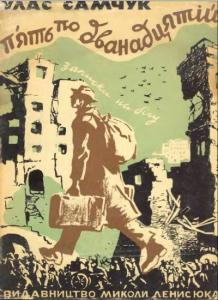 УЛАС САМЧУК
П'ЯТЬ ПО ДВАНАДЦЯТІЙ
записки на бігу
ВИДАВНИЦТВО МИКОЛИ ДЕНИСЮКА